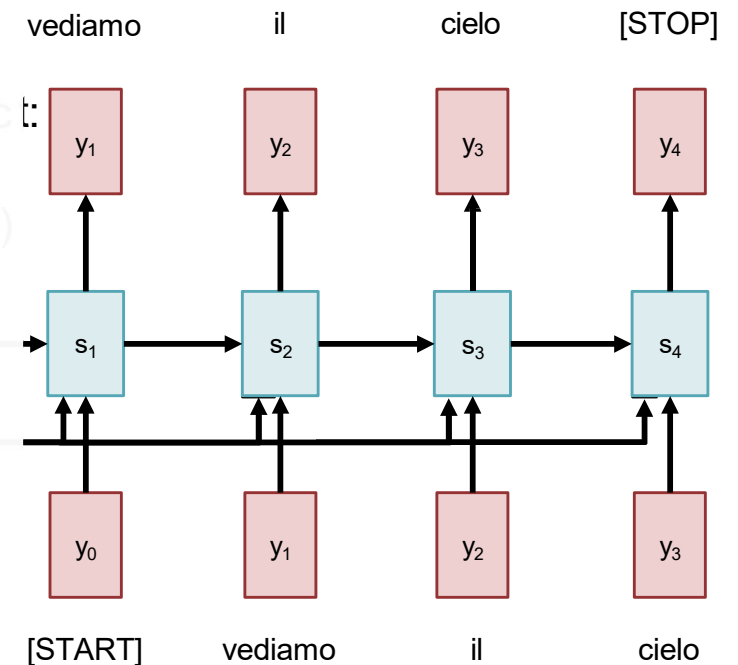 vediamo il cielo [STOP]
t:
y₁ y₂ y₃ y₄
)
s₁ s₂ s₃ s₄
y₀ y₁ y₂ y₃
[START] vediamo il cielo